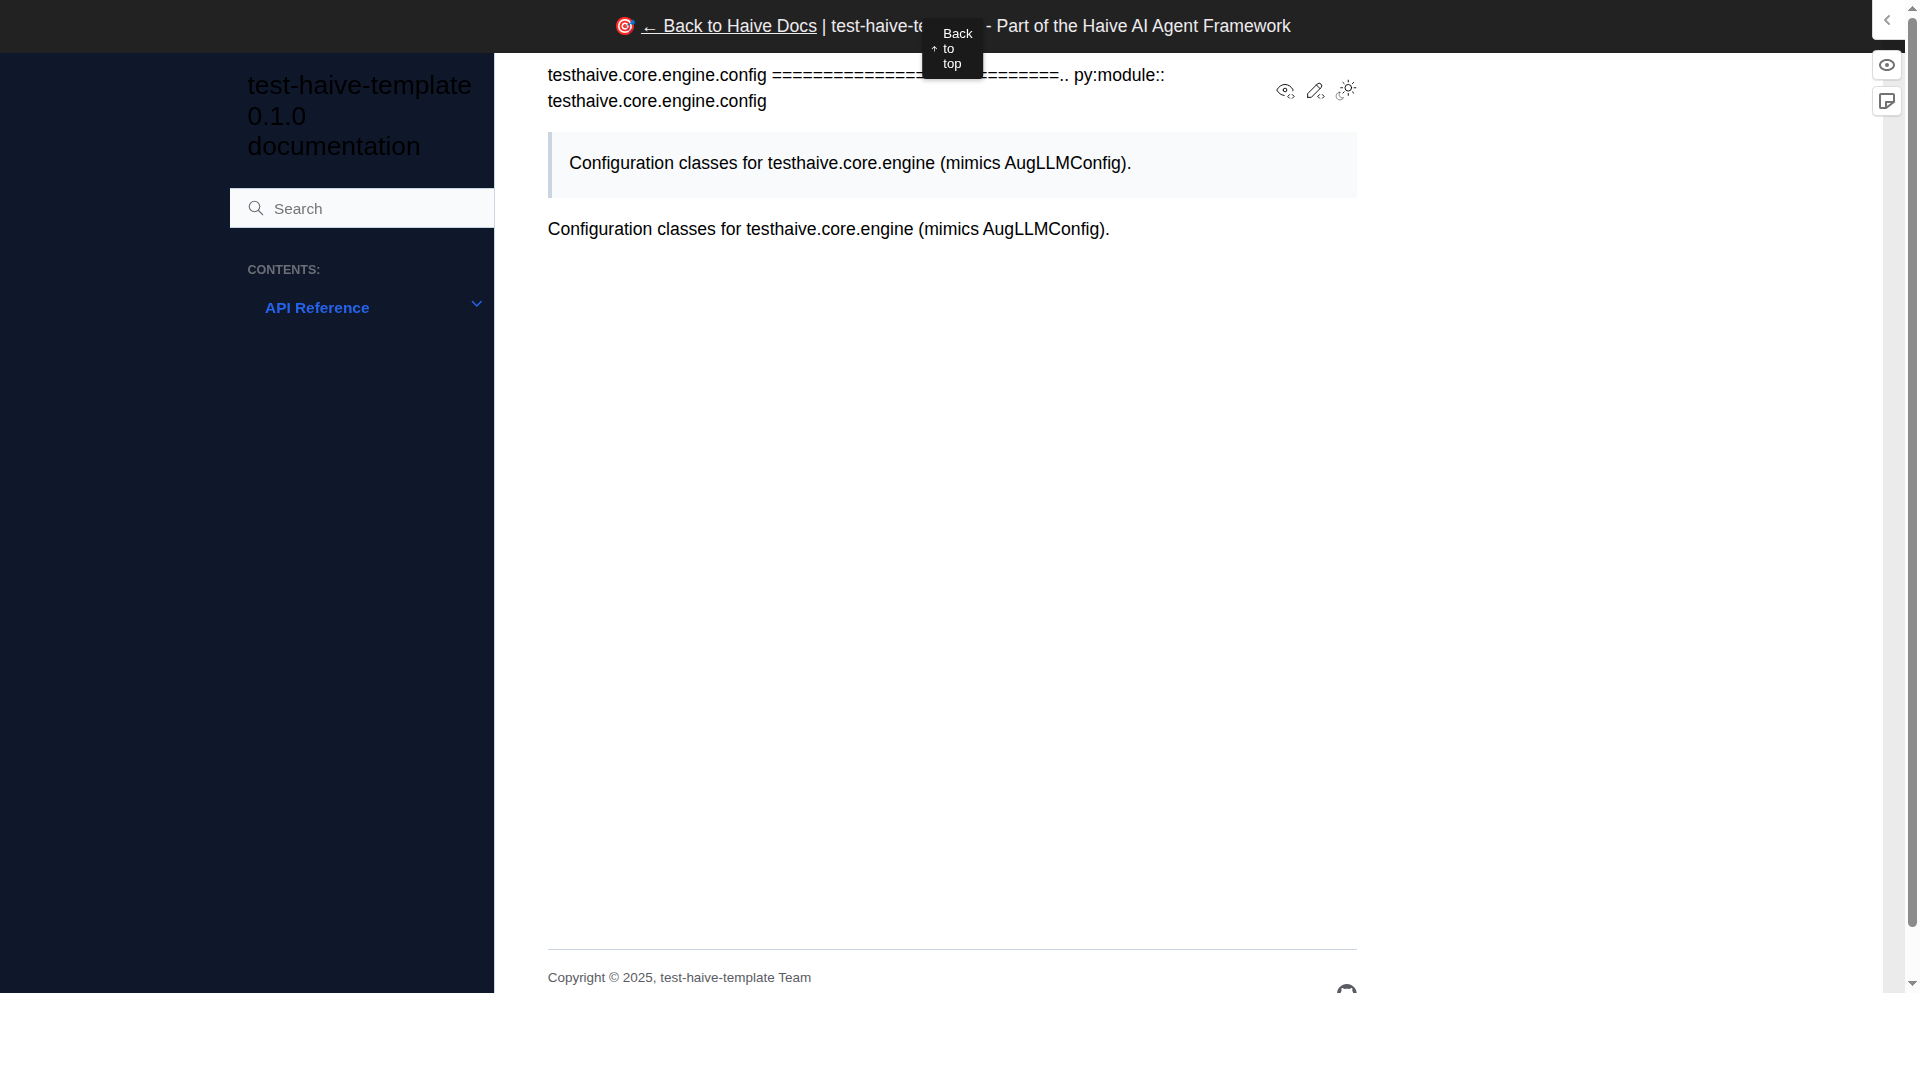 🎯 ← Back to Haive Docs | test-haive-te - Part of the Haive AI Agent Framework
Back
to
top
test-haive-template
0.1.0
documentation
Search
CONTENTS:
API Reference
testhaive.core.engine.config ============================.. py:module::
testhaive.core.engine.config
Configuration classes for testhaive.core.engine (mimics AugLLMConfig).
Configuration classes for testhaive.core.engine (mimics AugLLMConfig).
Copyright © 2025, test-haive-template Team